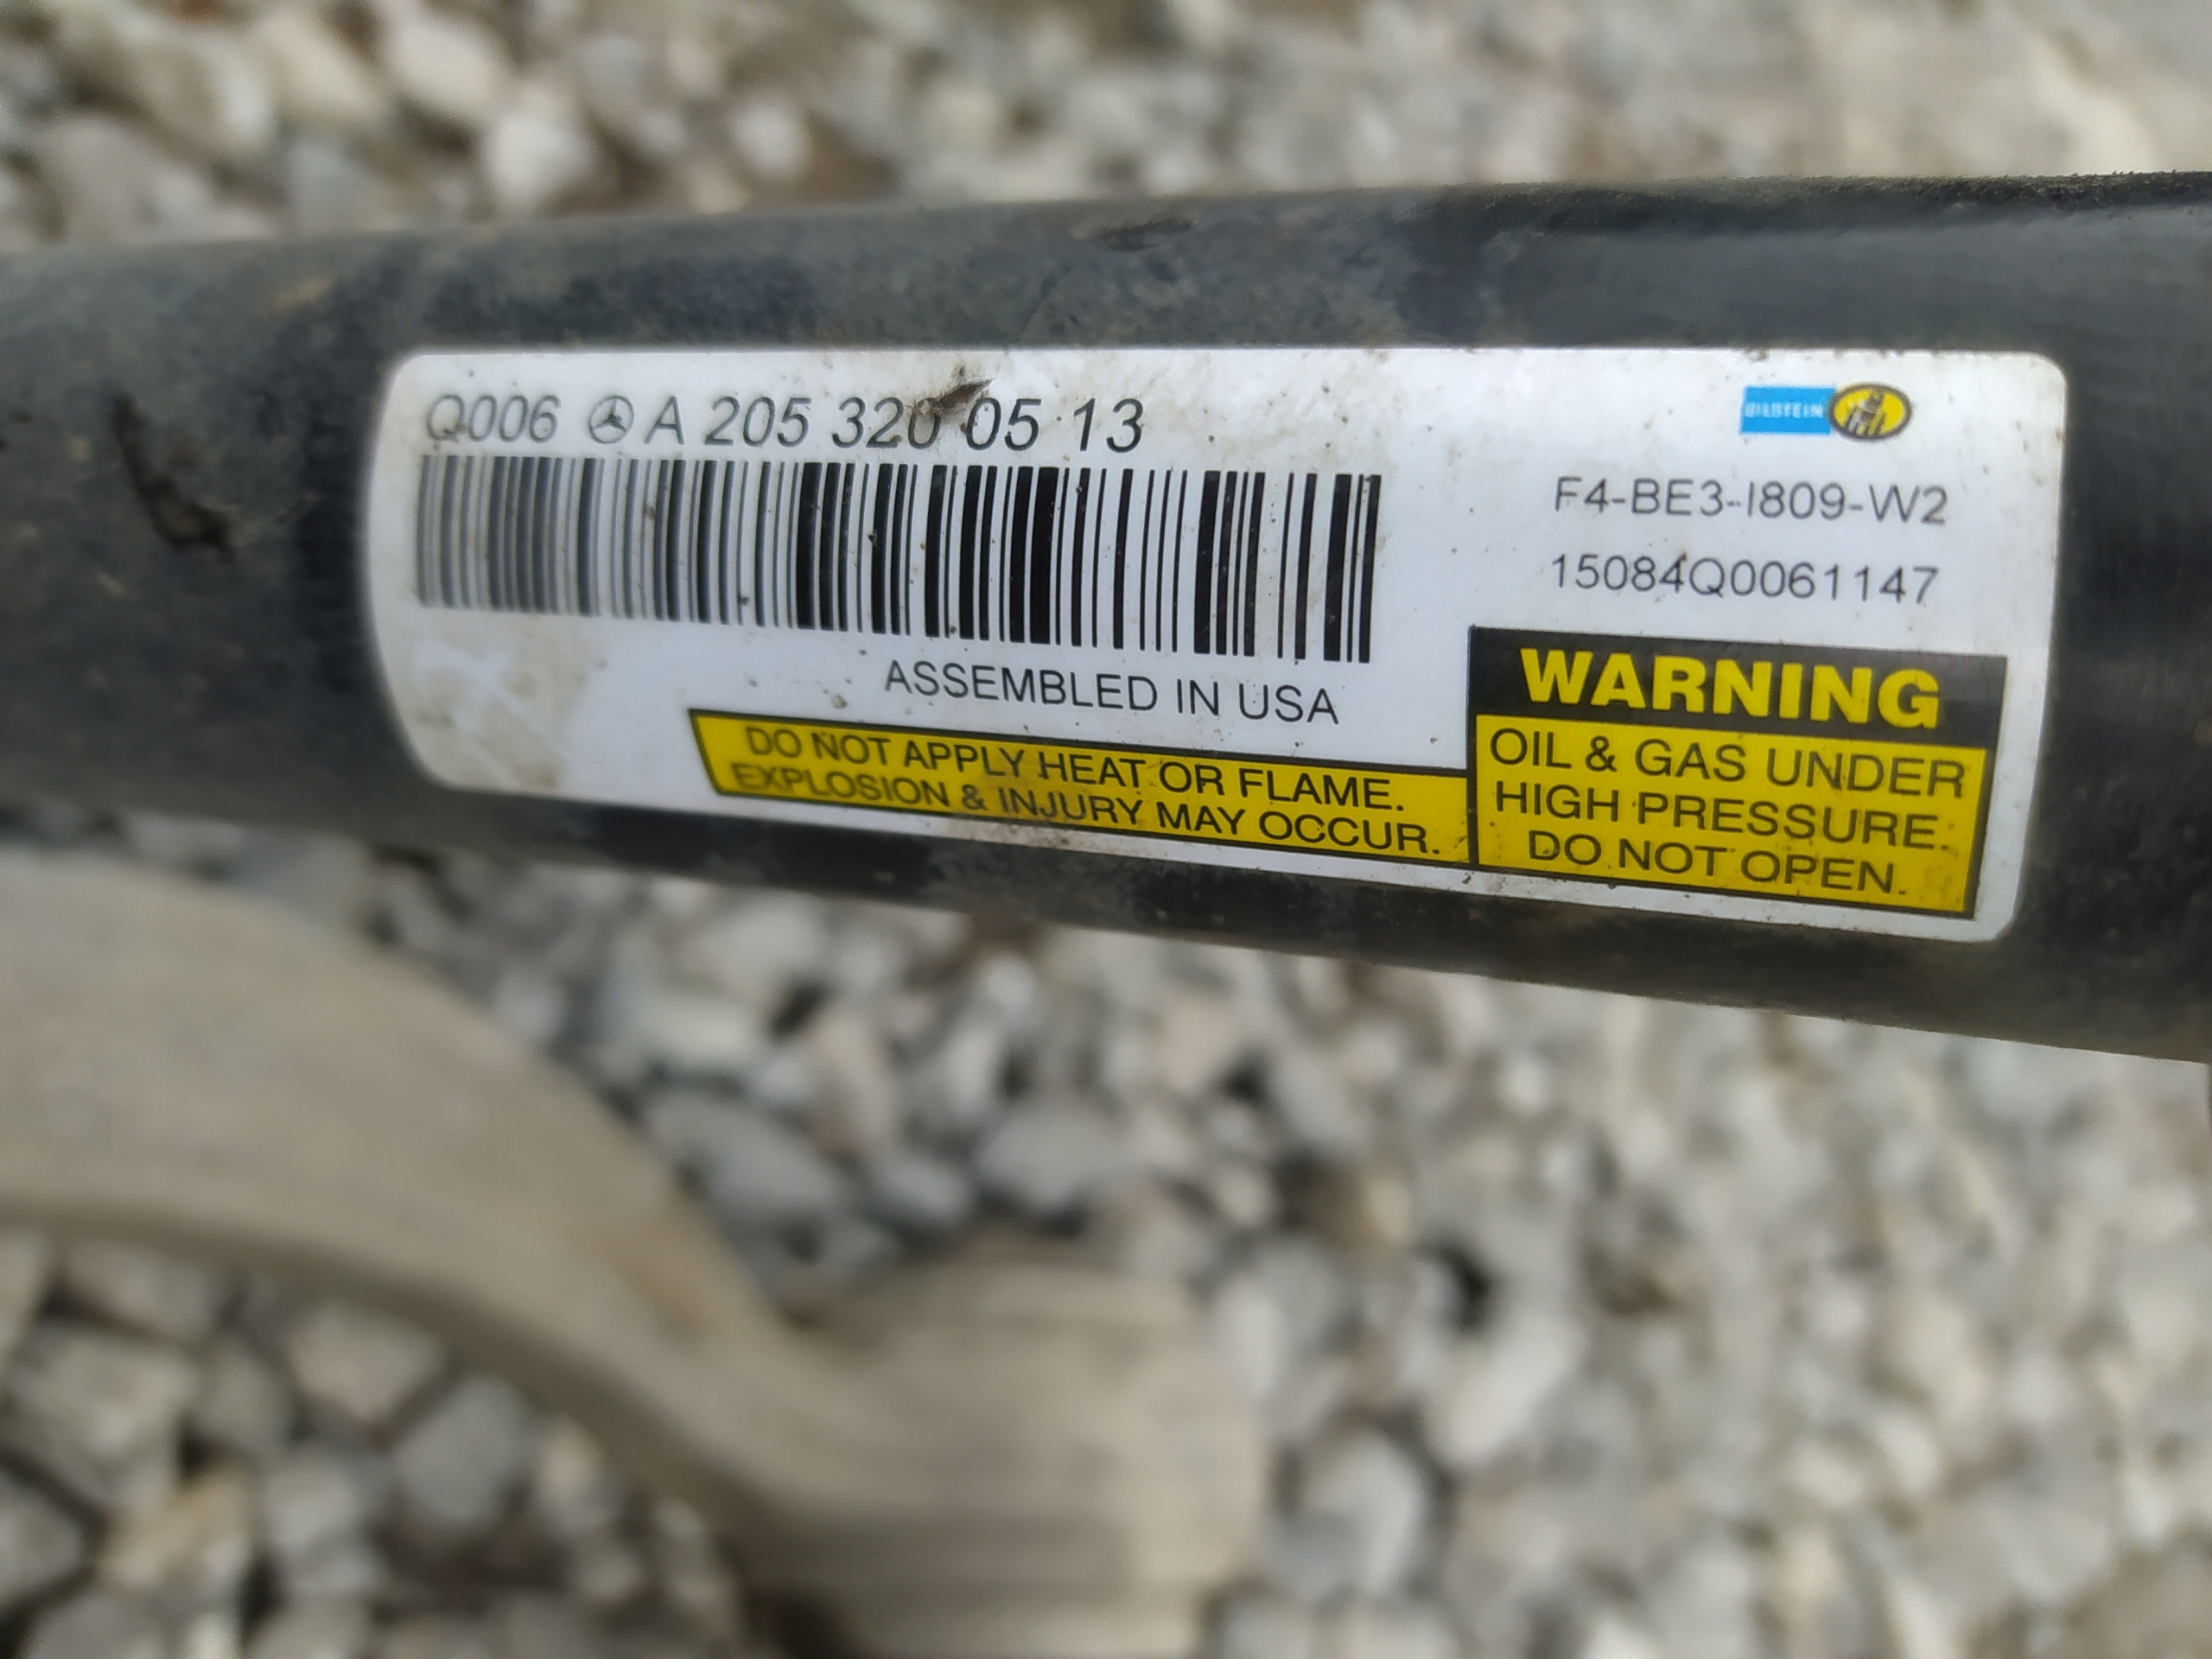 Q006 A 205 320 05 13
BILSTEIN
F4-BE3-I809-W2
15084Q0061147
ASSEMBLED IN USA
DO NOT APPLY HEAT OR FLAME.
EXPLOSION & INJURY MAY OCCUR.
WARNING
OIL & GAS UNDER
HIGH PRESSURE.
DO NOT OPEN.